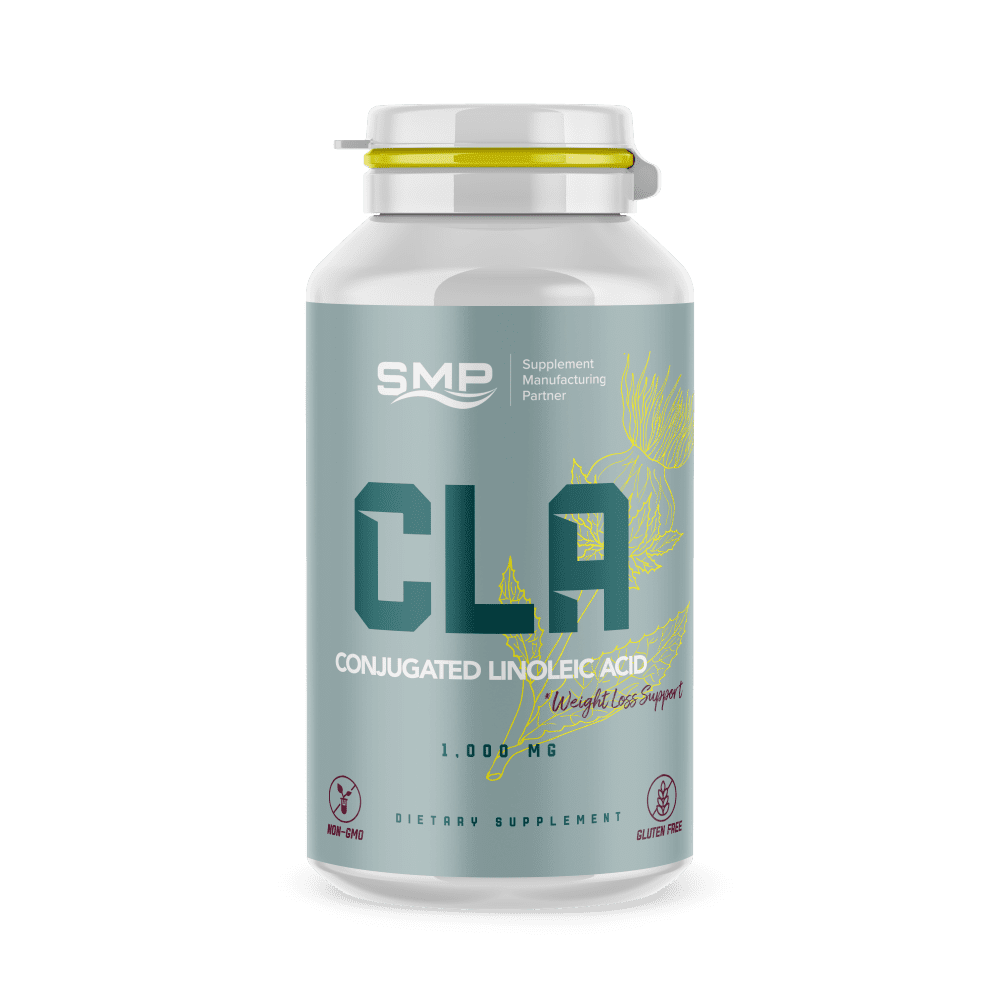 SMP
Supplement
Manufacturing
Partner
CLA
CONJUGATED LINOLEIC ACID
*Weight Loss Support
1,000 MG
DIETARY SUPPLEMENT
NON-GMO
GLUTEN FREE